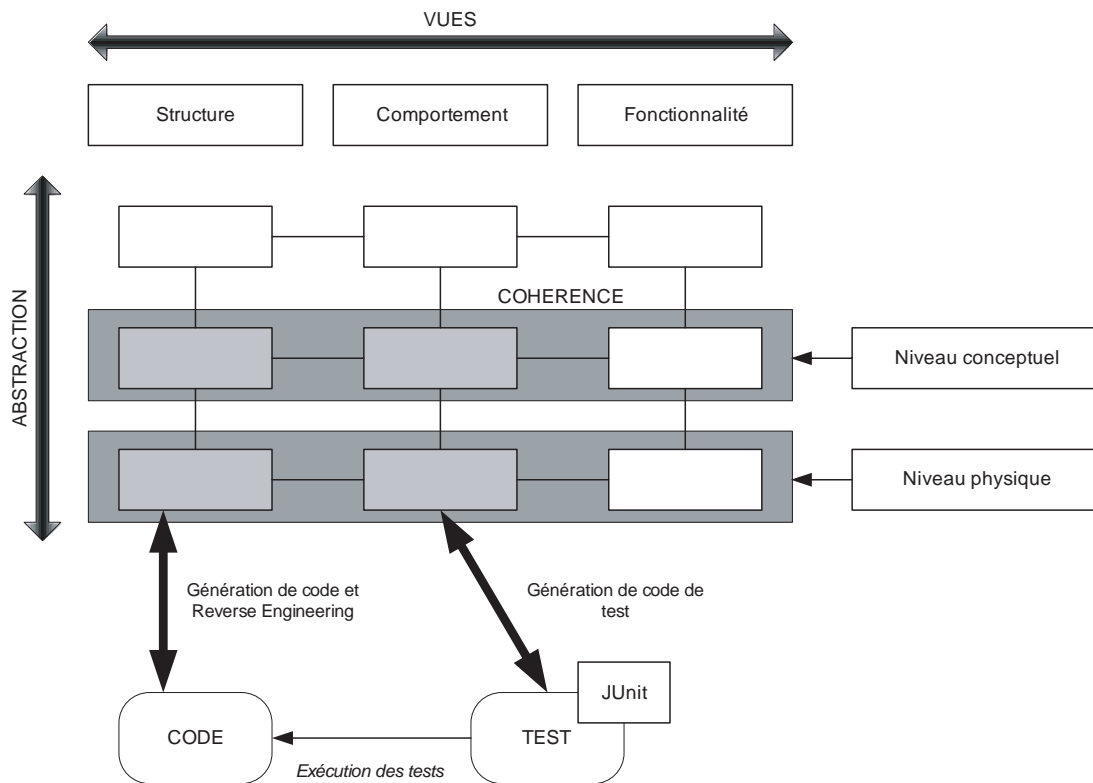 VUES
Structure
Comportement
Fonctionnalité
ABSTRACTION
COHERENCE
Niveau conceptuel
Niveau physique
Génération de code et
Reverse Engineering
Génération de code de
test
JUnit
CODE
TEST
Exécution des tests